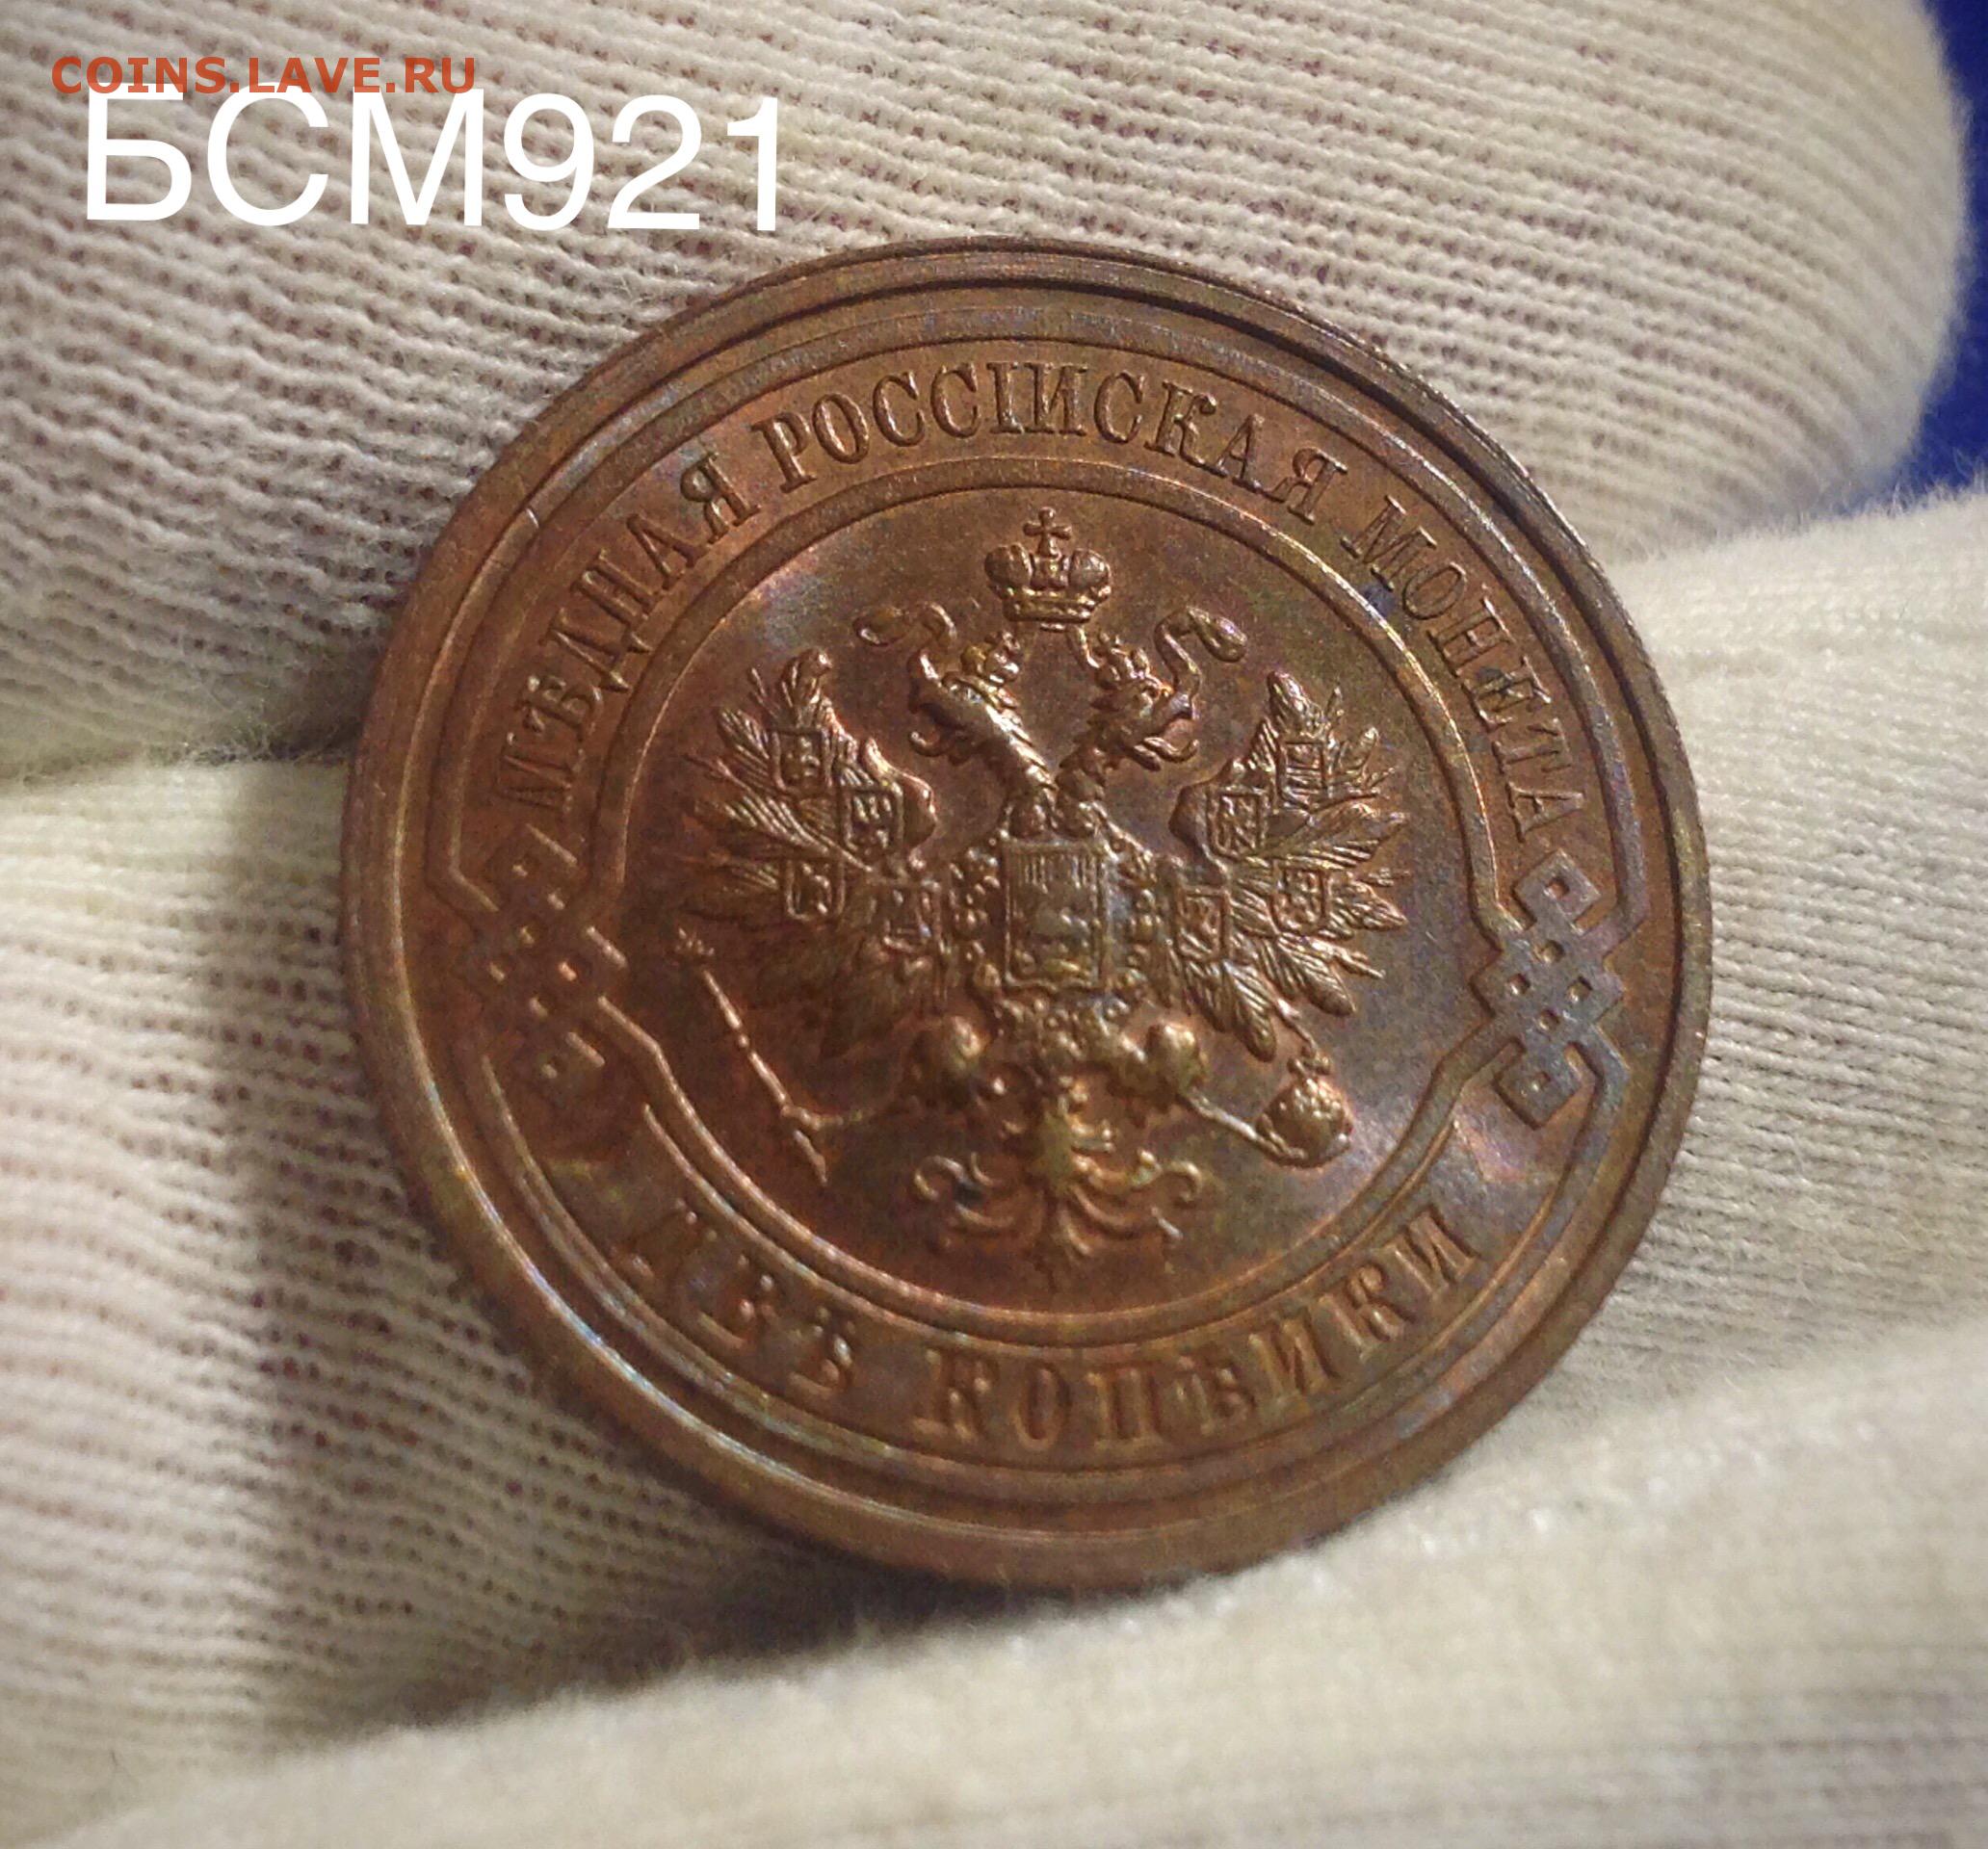 COINS.LAVE.RU
БСМ921
МѢДНАЯ РОССIЙСКАЯ МОНЕТА
ДВѢ КОПѢЙКИ